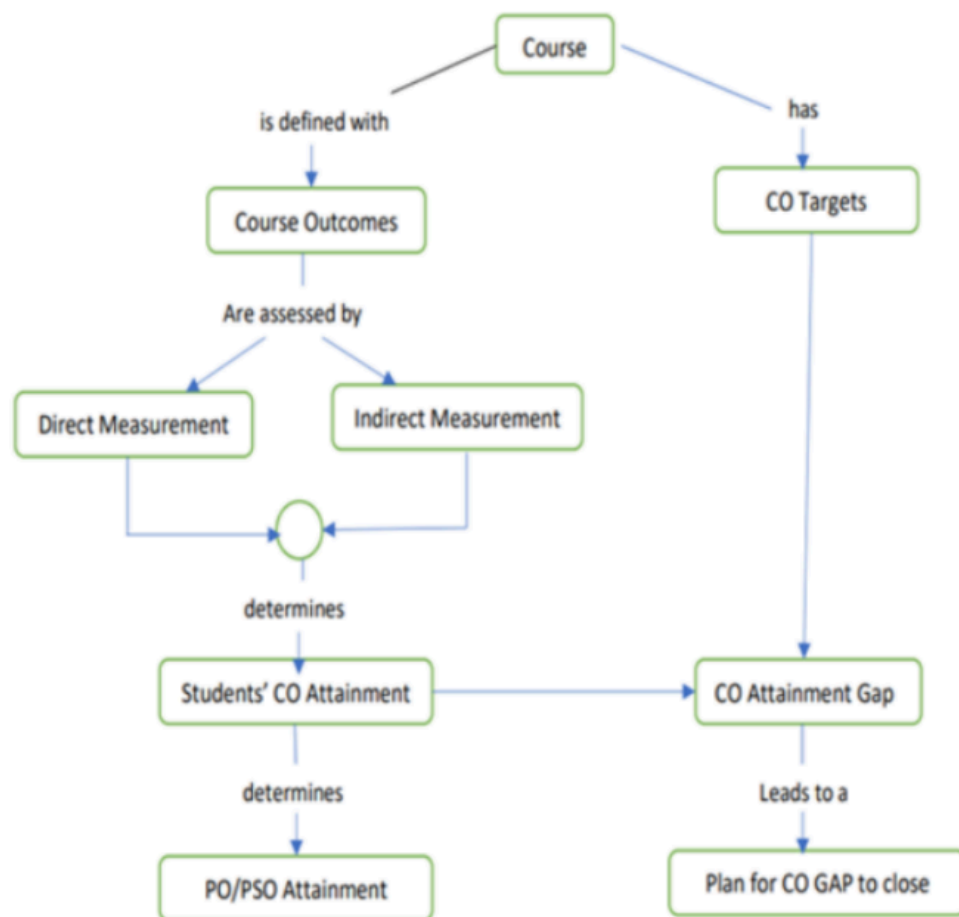 Course
is defined with
has
Course Outcomes
CO Targets
Are assessed by
Direct Measurement
Indirect Measurement
determines
Students' CO Attainment
CO Attainment Gap
determines
Leads to a
PO/PSO Attainment
Plan for CO GAP to close